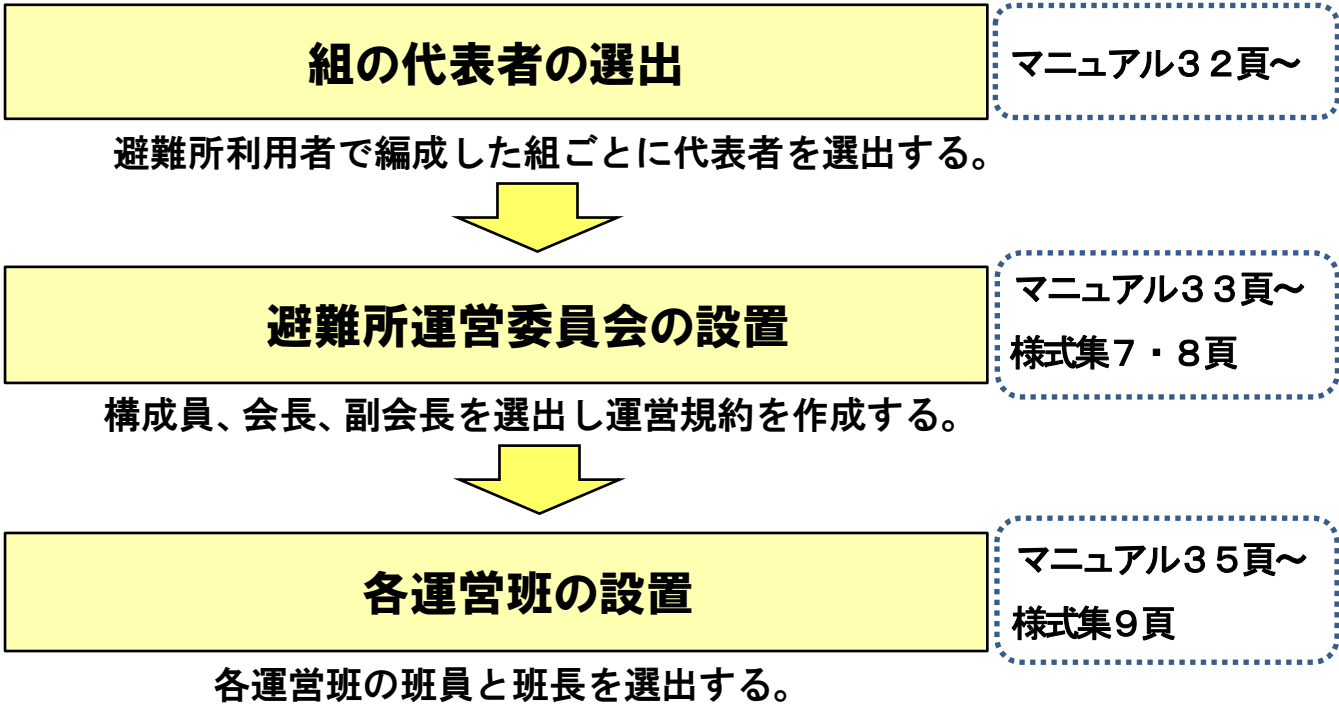 組の代表者の選出
マニュアル３２頁～
避難所利用者で編成した組ごとに代表者を選出する。
避難所運営委員会の設置
マニュアル３３頁～
様式集７・８頁
構成員、会長、副会長を選出し運営規約を作成する。
各運営班の設置
マニュアル３５頁～
様式集９頁
各運営班の班員と班長を選出する。